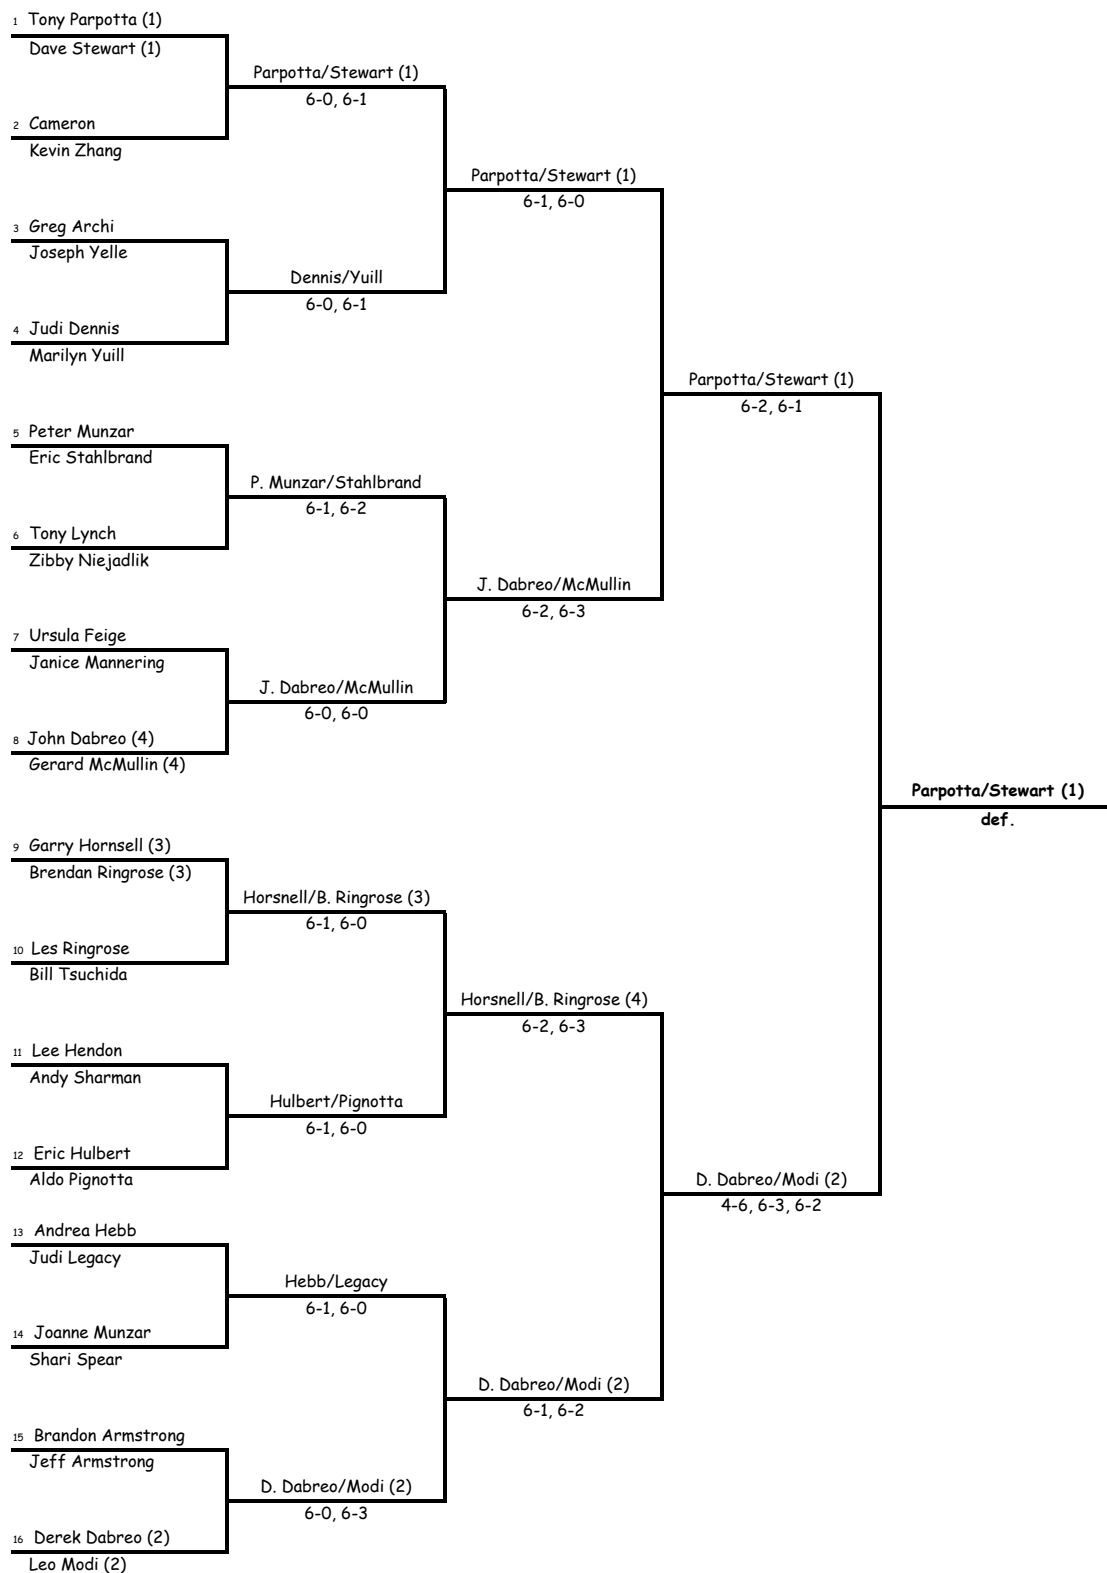 1 Tony Parpotta (1)
Dave Stewart (1)
Parpotta/Stewart (1)
6-0, 6-1
2 Cameron
Kevin Zhang
Parpotta/Stewart (1)
6-1, 6-0
3 Greg Archi
Joseph Yelle
Dennis/Yuill
6-0, 6-1
4 Judi Dennis
Marilyn Yuill
Parpotta/Stewart (1)
6-2, 6-1
5 Peter Munzar
Eric Stahlbrand
P. Munzar/Stahlbrand
6-1, 6-2
6 Tony Lynch
Zibby Niejadlik
J. Dabreo/McMullin
6-2, 6-3
7 Ursula Feige
Janice Mannering
J. Dabreo/McMullin
6-0, 6-0
8 John Dabreo (4)
Gerard McMullin (4)
Parpotta/Stewart (1)
def.
9 Garry Hornsell (3)
Brendan Ringrose (3)
Horsnell/B. Ringrose (3)
6-1, 6-0
10 Les Ringrose
Bill Tsuchida
Horsnell/B. Ringrose (4)
6-2, 6-3
11 Lee Hendon
Andy Sharman
Hulbert/Pignotta
6-1, 6-0
12 Eric Hulbert
Aldo Pignotta
D. Dabreo/Modi (2)
4-6, 6-3, 6-2
13 Andrea Hebb
Judi Legacy
Hebb/Legacy
6-1, 6-0
14 Joanne Munzar
Shari Spear
D. Dabreo/Modi (2)
6-1, 6-2
15 Brandon Armstrong
Jeff Armstrong
D. Dabreo/Modi (2)
6-0, 6-3
16 Derek Dabreo (2)
Leo Modi (2)